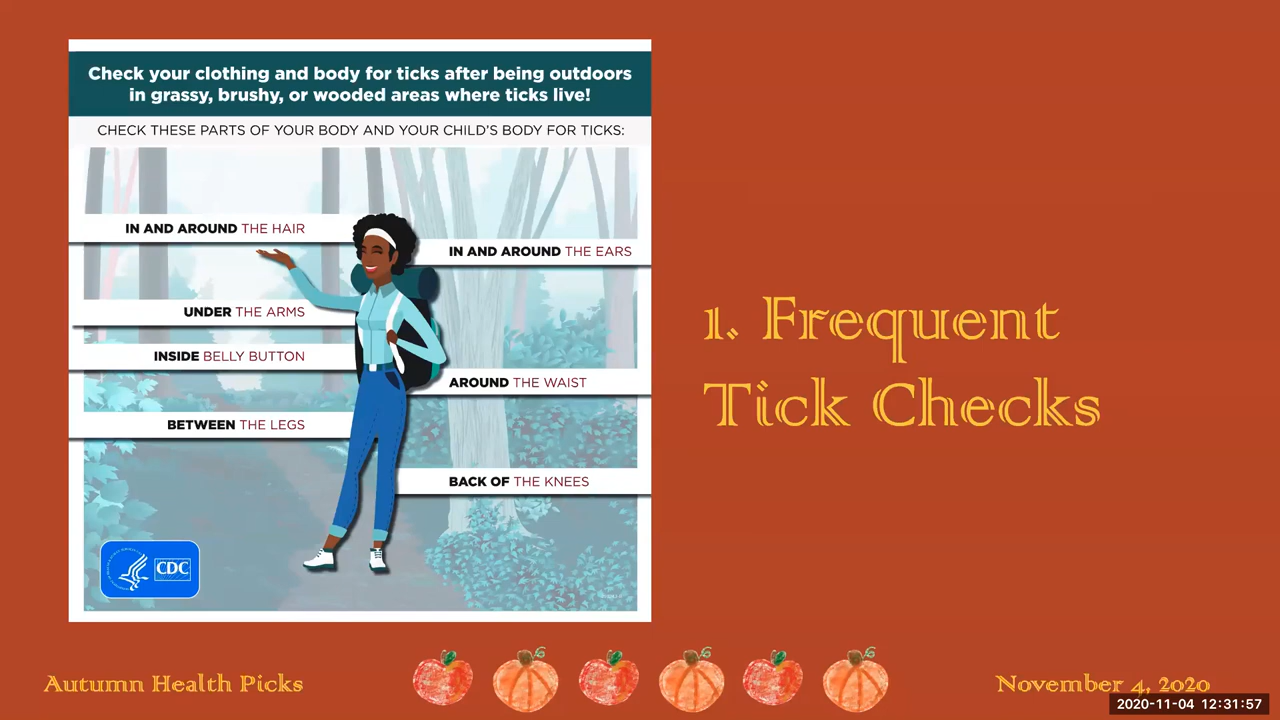 Check your clothing and body for ticks after being outdoors
in grassy, brushy, or wooded areas where ticks live!
CHECK THESE PARTS OF YOUR BODY AND YOUR CHILD'S BODY FOR TICKS:
IN AND AROUND THE HAIR
IN AND AROUND THE EARS
UNDER THE ARMS
INSIDE BELLY BUTTON
AROUND THE WAIST
BETWEEN THE LEGS
BACK OF THE KNEES
CDC
1. Frequent
Tick Checks
Autumn Health Picks
November 4, 2020
2020-11-04 12:31:57